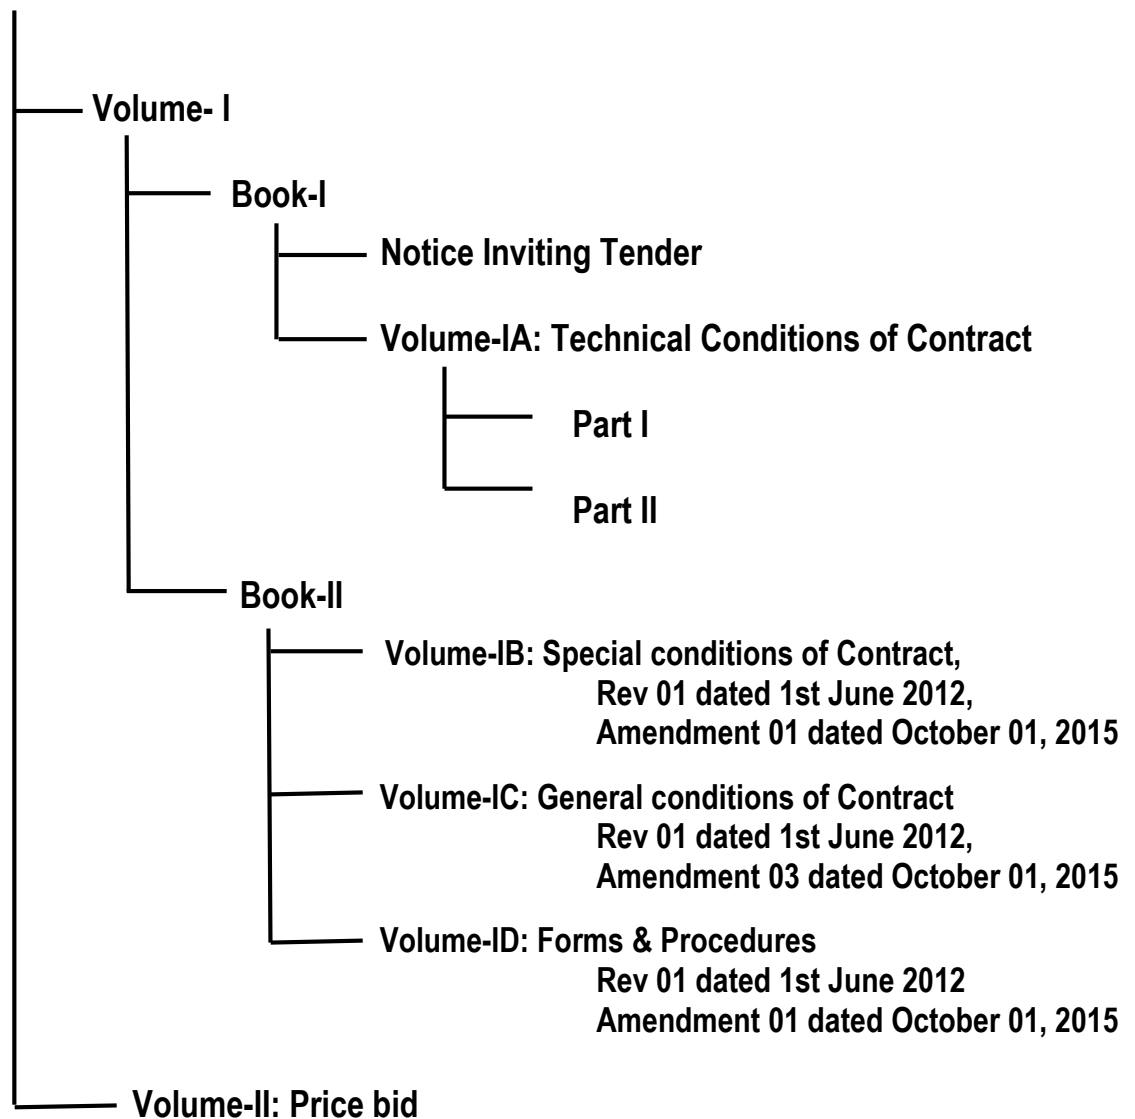 Volume- I
Book-I
Notice Inviting Tender
Volume-IA: Technical Conditions of Contract
Part I
Part II
Book-II
Volume-IB: Special conditions of Contract,
Rev 01 dated 1st June 2012,
Amendment 01 dated October 01, 2015
Volume-IC: General conditions of Contract
Rev 01 dated 1st June 2012,
Amendment 03 dated October 01, 2015
Volume-ID: Forms & Procedures
Rev 01 dated 1st June 2012
Amendment 01 dated October 01, 2015
Volume-II: Price bid